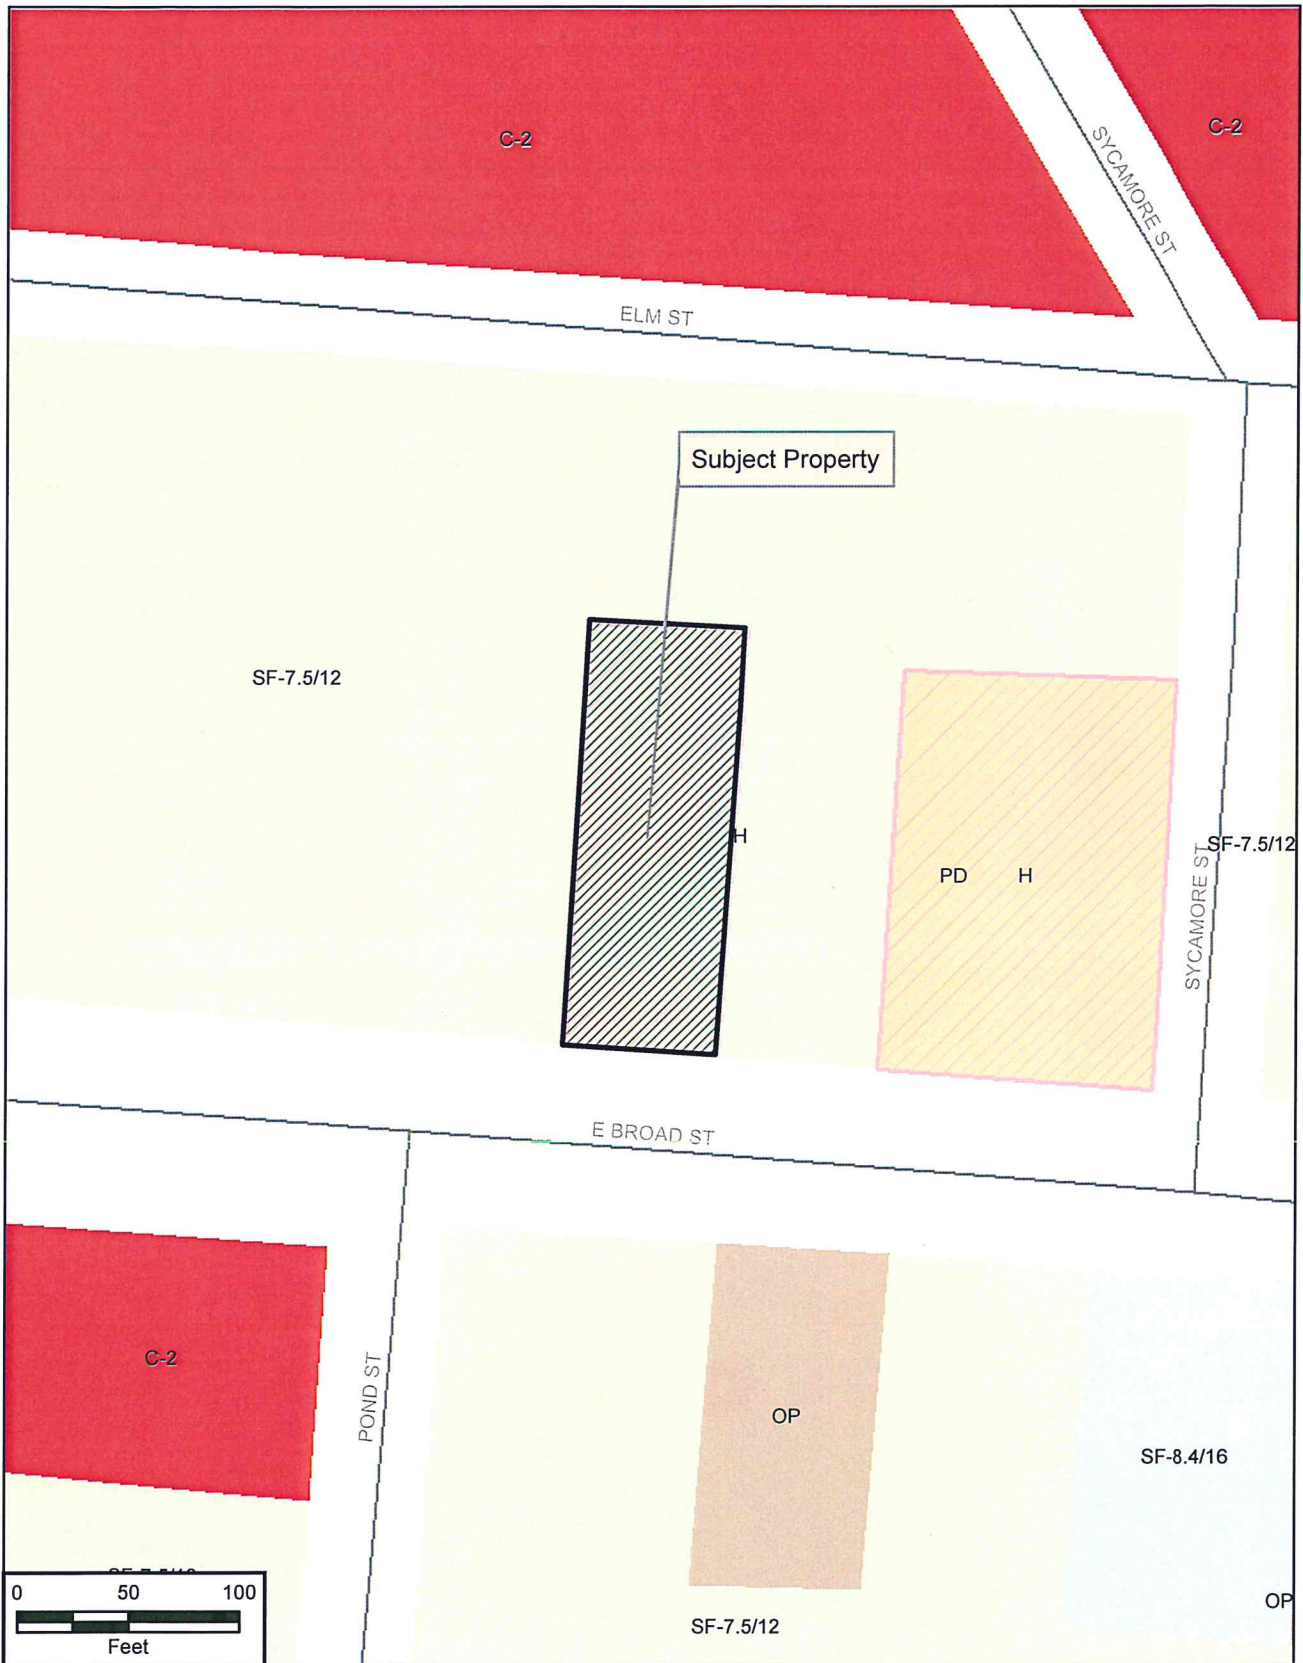 C-2
C-2
SYCAMORE ST
ELM ST
Subject Property
SF-7.5/12
H
SF-7.5/12
PD
H
SYCAMORE ST
E BROAD ST
C-2
POND ST
OP
SF-8.4/16
0 50 100
Feet
OP
SF-7.5/12